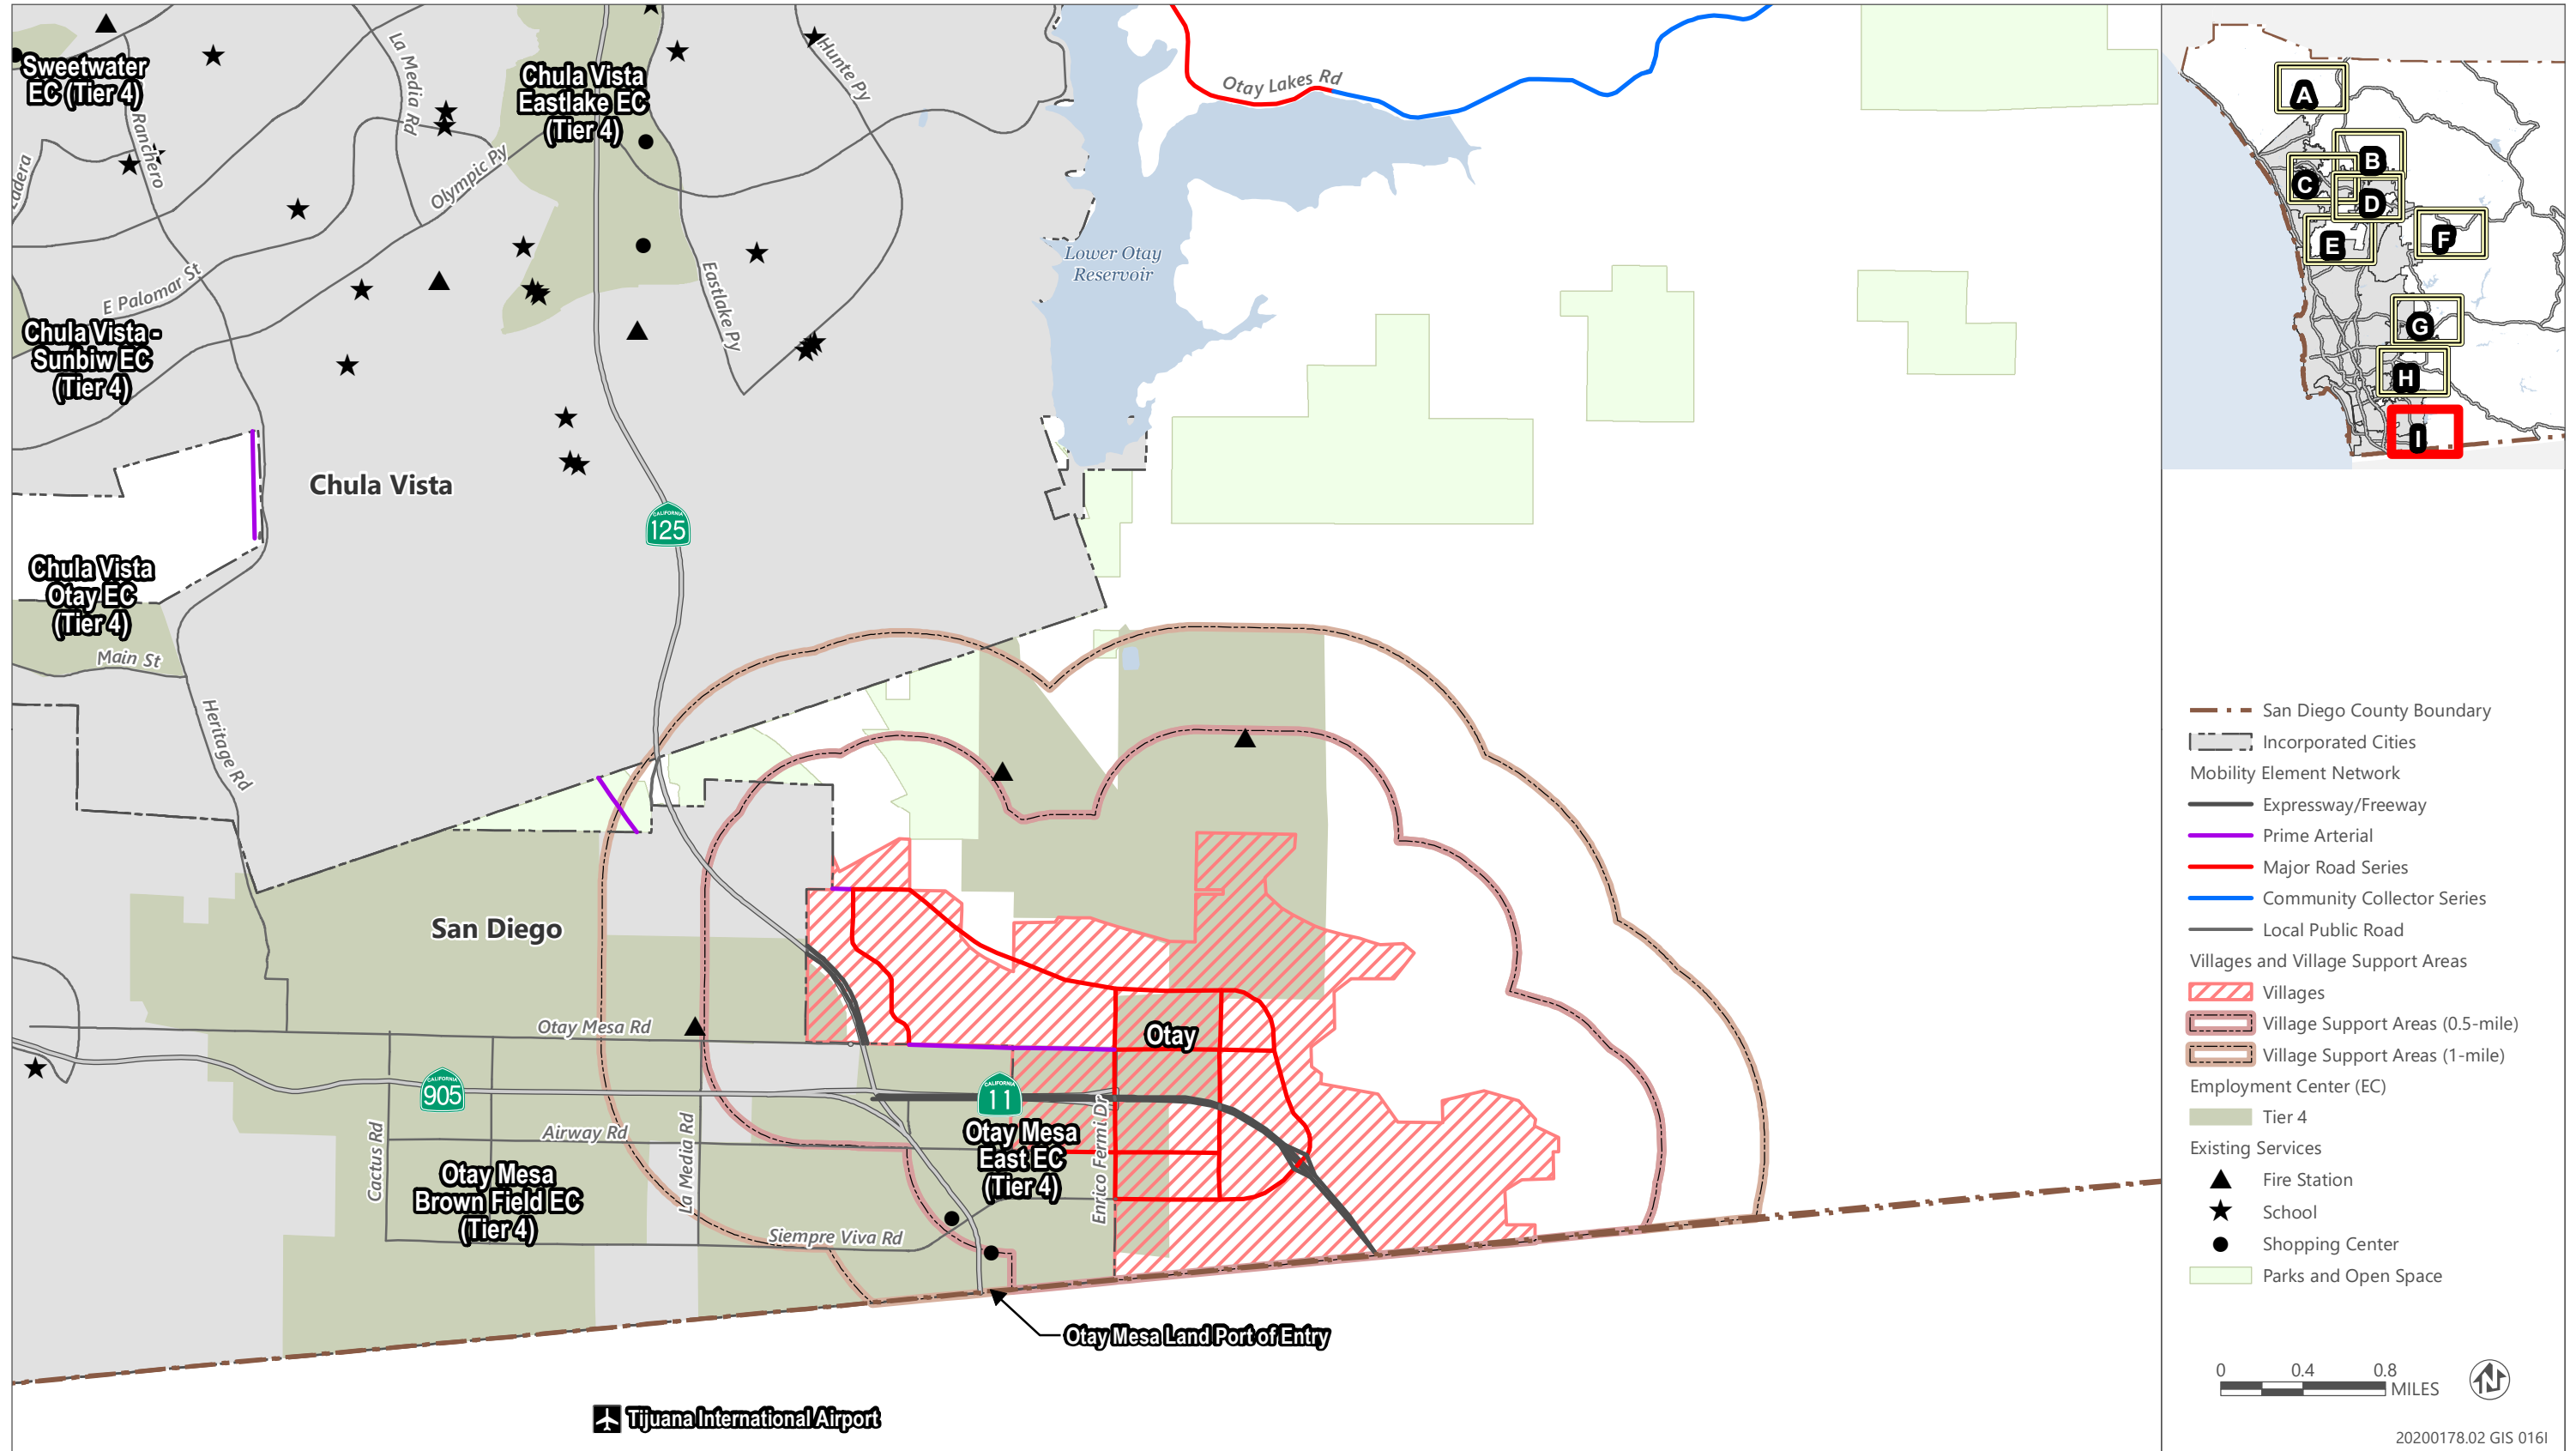 Sweetwater
EC (Tier 4)
Ranchero
La Media Rd
Chula Vista
Eastlake EC
(Tier 4)
Hunte Py
Otay Lakes Rd
Olympic Py
E Palomar St
Eastlake Py
Lower Otay
Reservoir
Chula Vista -
Sunbiw EC
(Tier 4)
Chula Vista
CALIFORNIA
125
Chula Vista
Otay EC
(Tier 4)
Main St
Heritage Rd
San Diego
Otay Mesa Rd
Otay
CALIFORNIA
905
CALIFORNIA
11
Cactus Rd
Airway Rd
La Media Rd
Otay Mesa
East EC
(Tier 4)
Enrico Fermi Dr
Otay Mesa
Brown Field EC
(Tier 4)
Siempre Viva Rd
Otay Mesa Land Port of Entry
Tijuana International Airport
A
B
C
D
E
F
G
H
I
San Diego County Boundary
Incorporated Cities
Mobility Element Network
Expressway/Freeway
Prime Arterial
Major Road Series
Community Collector Series
Local Public Road
Villages and Village Support Areas
Villages
Village Support Areas (0.5-mile)
Village Support Areas (1-mile)
Employment Center (EC)
Tier 4
Existing Services
Fire Station
School
Shopping Center
Parks and Open Space
0 0.4 0.8
MILES
N
20200178.02 GIS 016I